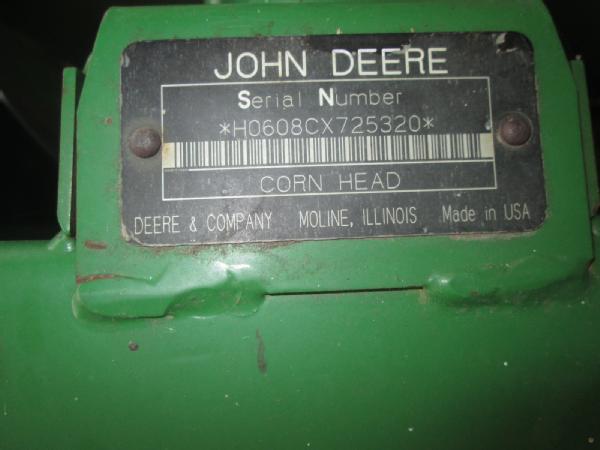 JOHN DEERE
Serial Number
*H0608CX725320*
CORN HEAD
DEERE & COMPANY MOLINE, ILLINOIS Made in USA